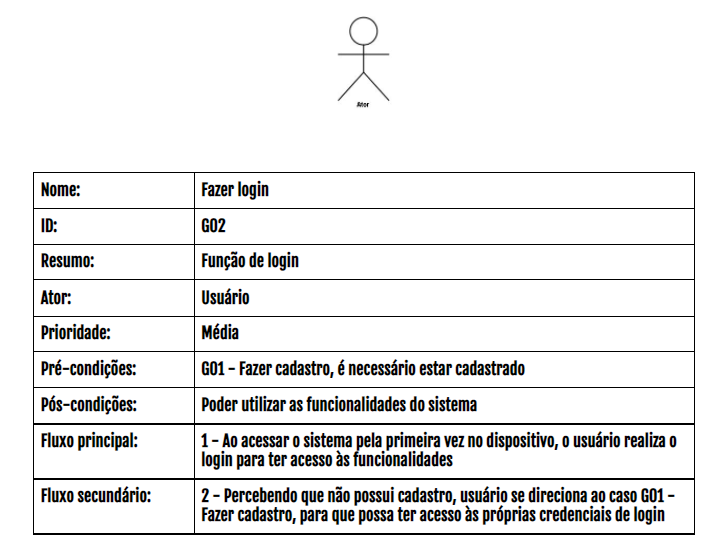 Ator
Nome: Fazer login
ID: G02
Resumo: Função de login
Ator: Usuário
Prioridade: Média
Pré-condições: G01 - Fazer cadastro, é necessário estar cadastrado
Pós-condições: Poder utilizar as funcionalidades do sistema
Fluxo principal: 1 - Ao acessar o sistema pela primeira vez no dispositivo, o usuário realiza o
login para ter acesso às funcionalidades
Fluxo secundário: 2 - Percebendo que não possui cadastro, usuário se direciona ao caso G01 -
Fazer cadastro, para que possa ter acesso às próprias credenciais de login